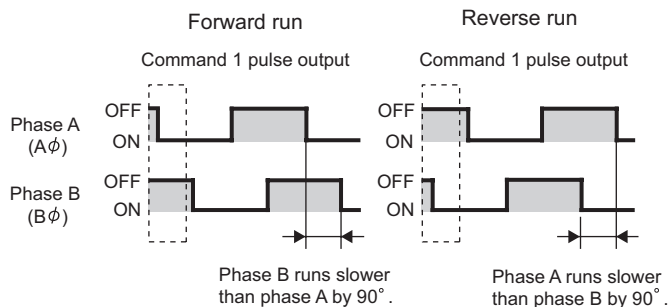 Forward run
Reverse run
Command 1 pulse output
Command 1 pulse output
Phase A
(Aϕ)
OFF
ON
OFF
ON
Phase B
(Bϕ)
OFF
ON
OFF
ON
Phase B runs slower
than phase A by 90°.
Phase A runs slower
than phase B by 90°.